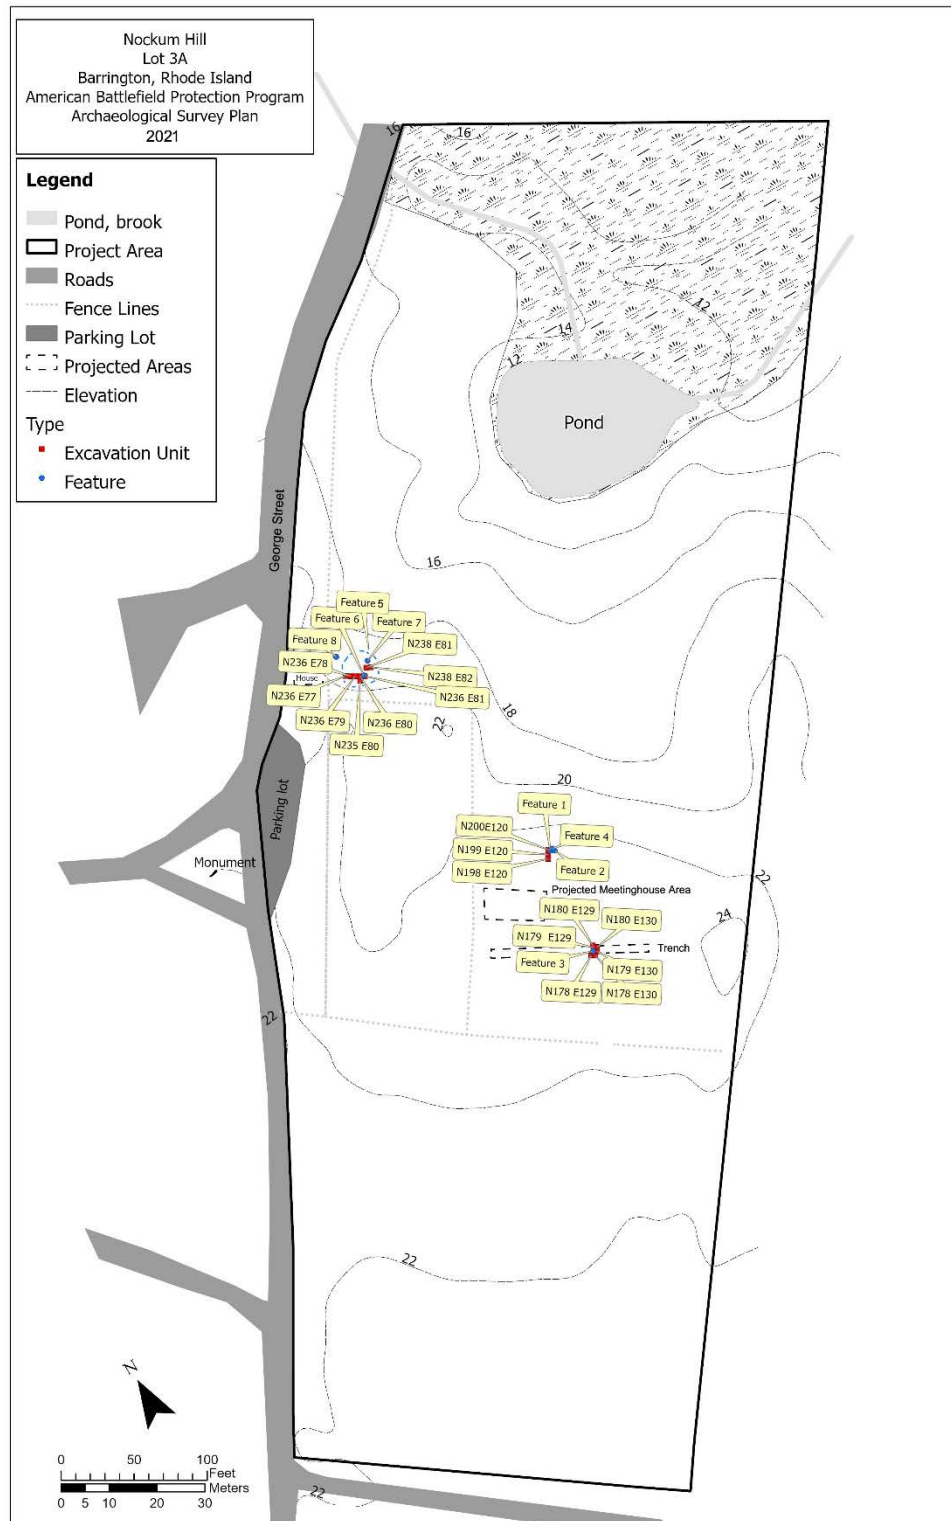 Nockum Hill
Lot 3A
Barrington, Rhode Island
American Battlefield Protection Program
Archaeological Survey Plan
2021
Legend
Pond, brook
Project Area
Roads
Fence Lines
Parking Lot
Projected Areas
Elevation
Type
Excavation Unit
Feature
16
16
12
14
12
Pond
George Street
16
Feature 5
Feature 6
Feature 7
Feature 8
N238 E81
N236 E78
House
N238 E82
N236 E77
N236 E81
N236 E79
N236 E80
N235 E80
22
18
20
Parking lot
Monument
Feature 1
N200E120
Feature 4
N199 E120
N198 E120
Feature 2
22
Projected Meetinghouse Area
N180 E129
N180 E130
24
N179 E129
Trench
Feature 3
N179 E130
N178 E129
N178 E130
22
22
N
0 50 100
Feet
Meters
0 5 10 20 30
22